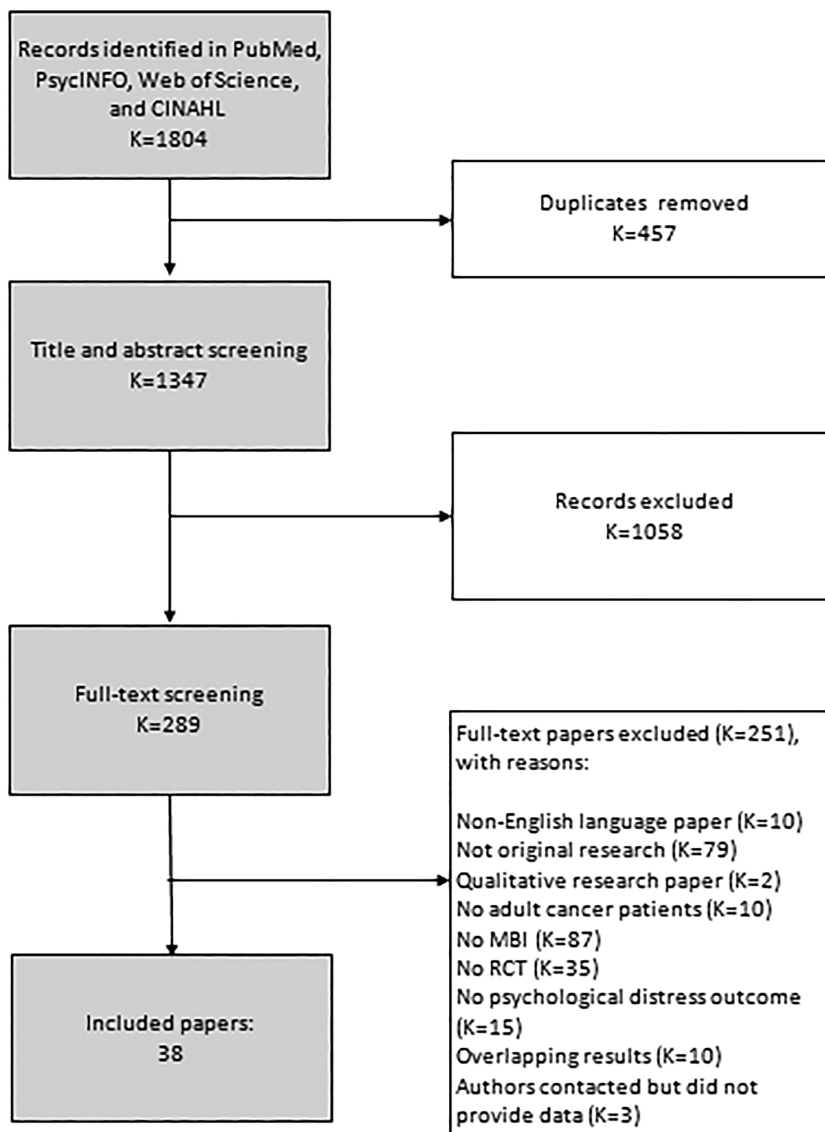 Records identified in PubMed,
PsycINFO, Web of Science,
and CINAHL
K=1804
Duplicates removed
K=457
Title and abstract screening
K=1347
Records excluded
K=1058
Full-text screening
K=289
Full-text papers excluded (K=251),
with reasons:
Non-English language paper (K=10)
Not original research (K=79)
Qualitative research paper (K=2)
No adult cancer patients (K=10)
No MBI (K=87)
No RCT (K=35)
No psychological distress outcome
(K=15)
Overlapping results (K=10)
Authors contacted but did not
provide data (K=3)
Included papers:
38